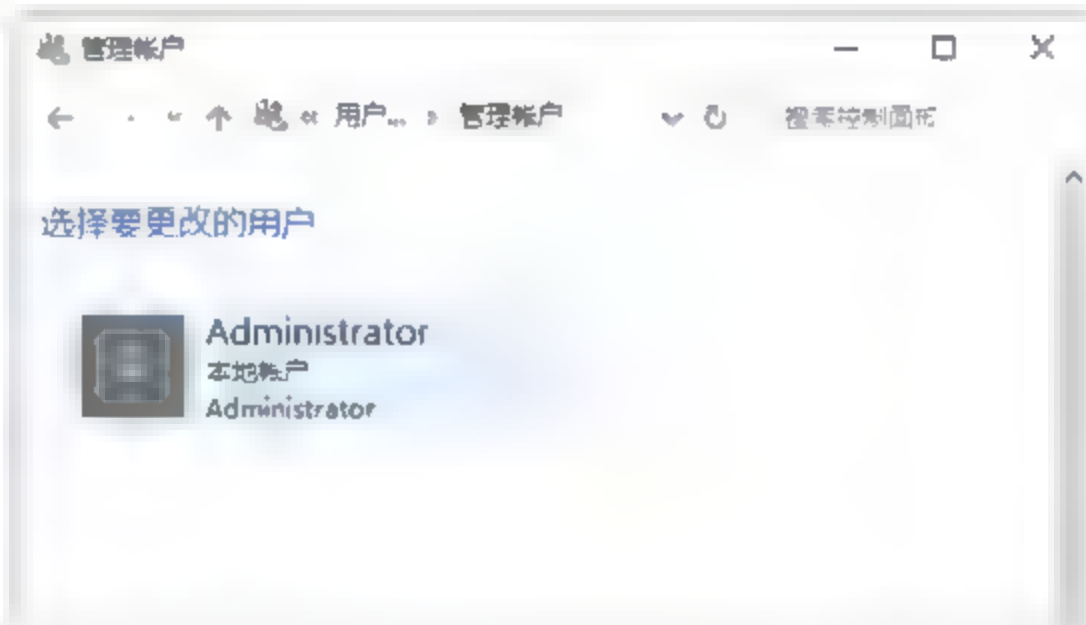 管理帐户
« 用户... › 管理帐户
搜索控制面板
选择要更改的用户
Administrator
本地帐户
Administrator